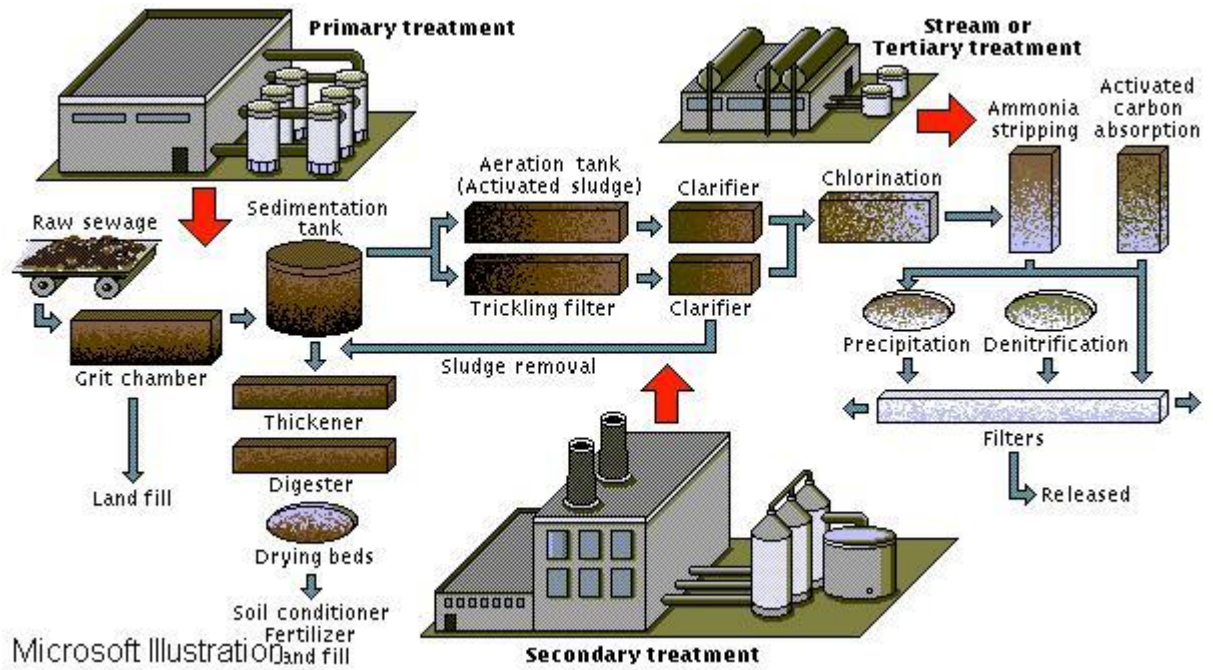 Primary treatment
Stream or
Tertiary treatment
Ammonia
stripping
Activated
carbon
absorption
Raw sewage
Sedimentation
tank
Aeration tank
(Activated sludge)
Clarifier
Chlorination
Grit chamber
Trickling filter
Clarifier
Sludge removal
Precipitation
Denitrification
Thickener
Filters
Land fill
Digester
Released
Drying beds
Soil conditioner
Fertilizer
Land fill
Microsoft Illustration
Secondary treatment